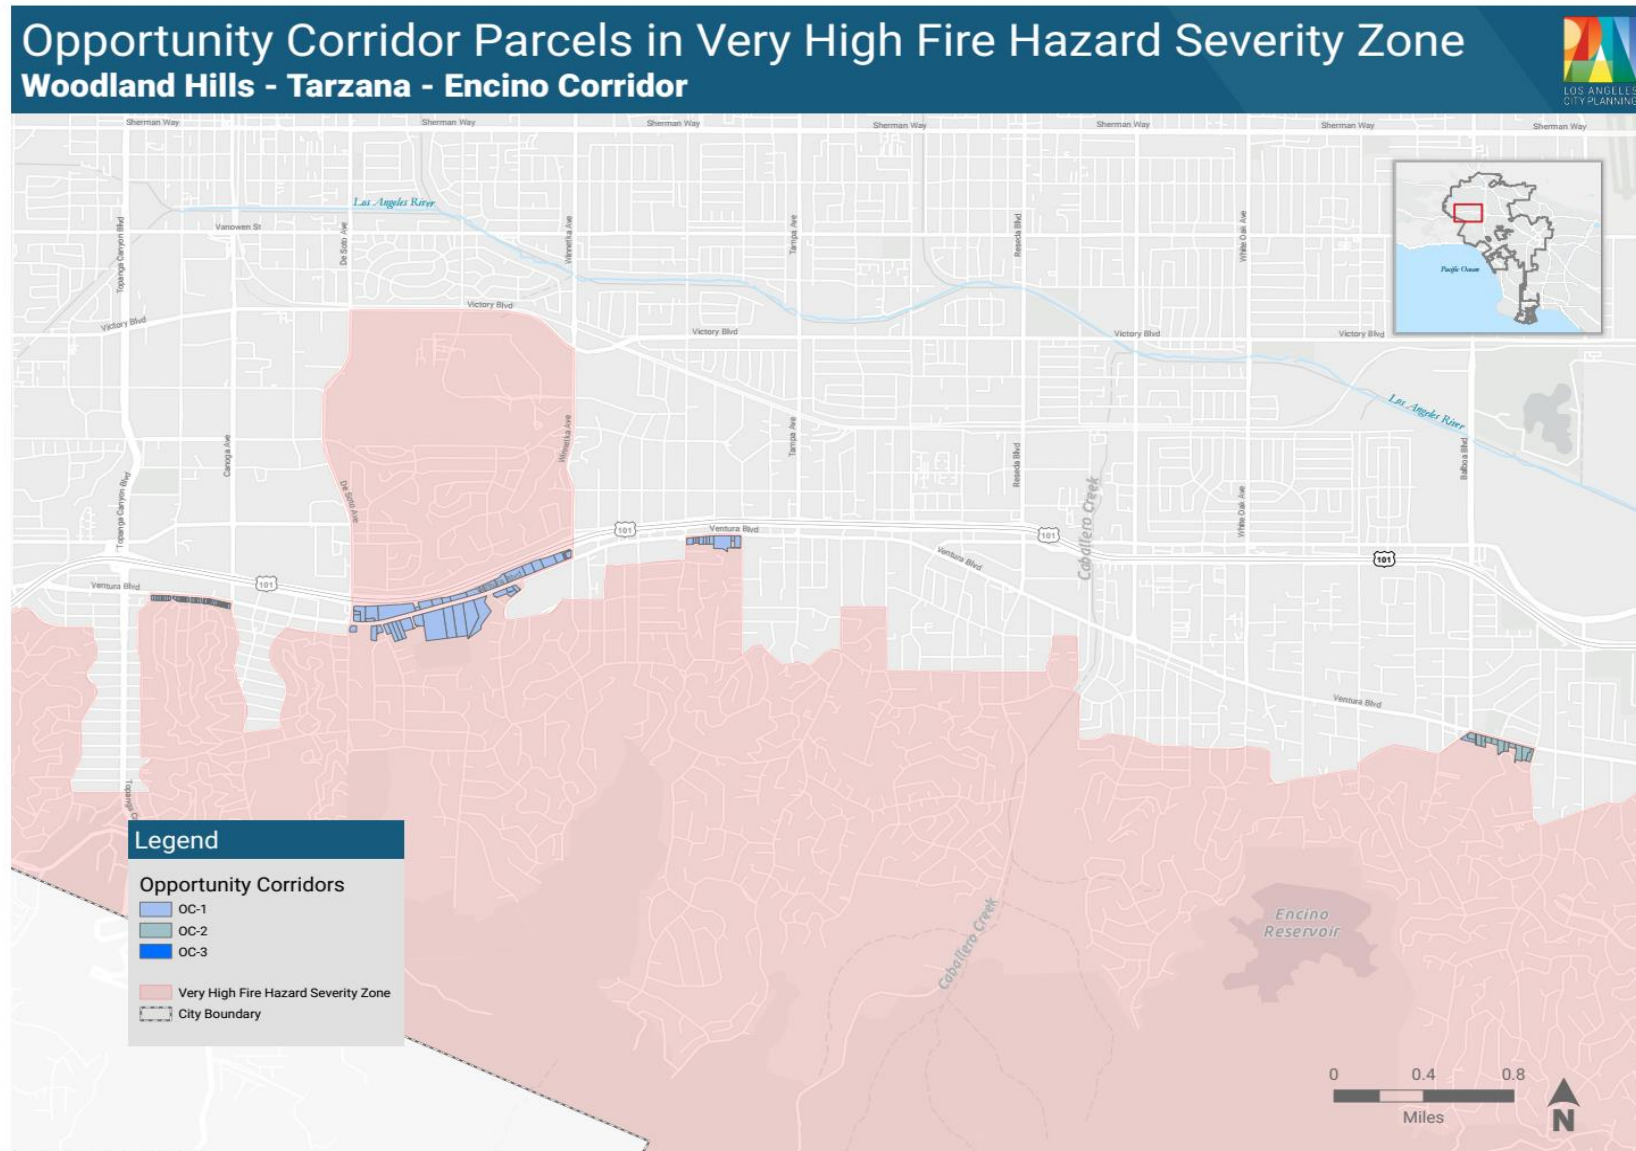 Opportunity Corridor Parcels in Very High Fire Hazard Severity Zone
Woodland Hills - Tarzana - Encino Corridor
LOS ANGELES
CITY PLANNING
Sherman Way
Sherman Way
Sherman Way
Sherman Way
Sherman Way
Sherman Way
Sherman Way
Los Angeles River
Vanowen St
Topanga Canyon Blvd
De Soto Ave
Winnetka Ave
Tampa Ave
Reseda Blvd
White Oak Ave
Pacific Ocean
Victory Blvd
Victory Blvd
Victory Blvd
Victory Blvd
Victory Blvd
Los Angeles River
Topanga Canyon Blvd
Canoga Ave
De Soto Ave
Winnetka Ave
Tampa Ave
Reseda Blvd
Caballero Creek
White Oak Ave
Balboa Blvd
Ventura Blvd
101
101
Ventura Blvd
101
Ventura Blvd
101
Ventura Blvd
Legend
Opportunity Corridors
OC-1
OC-2
OC-3
Very High Fire Hazard Severity Zone
City Boundary
Caballero Creek
Encino
Reservoir
0 0.4 0.8
Miles
N